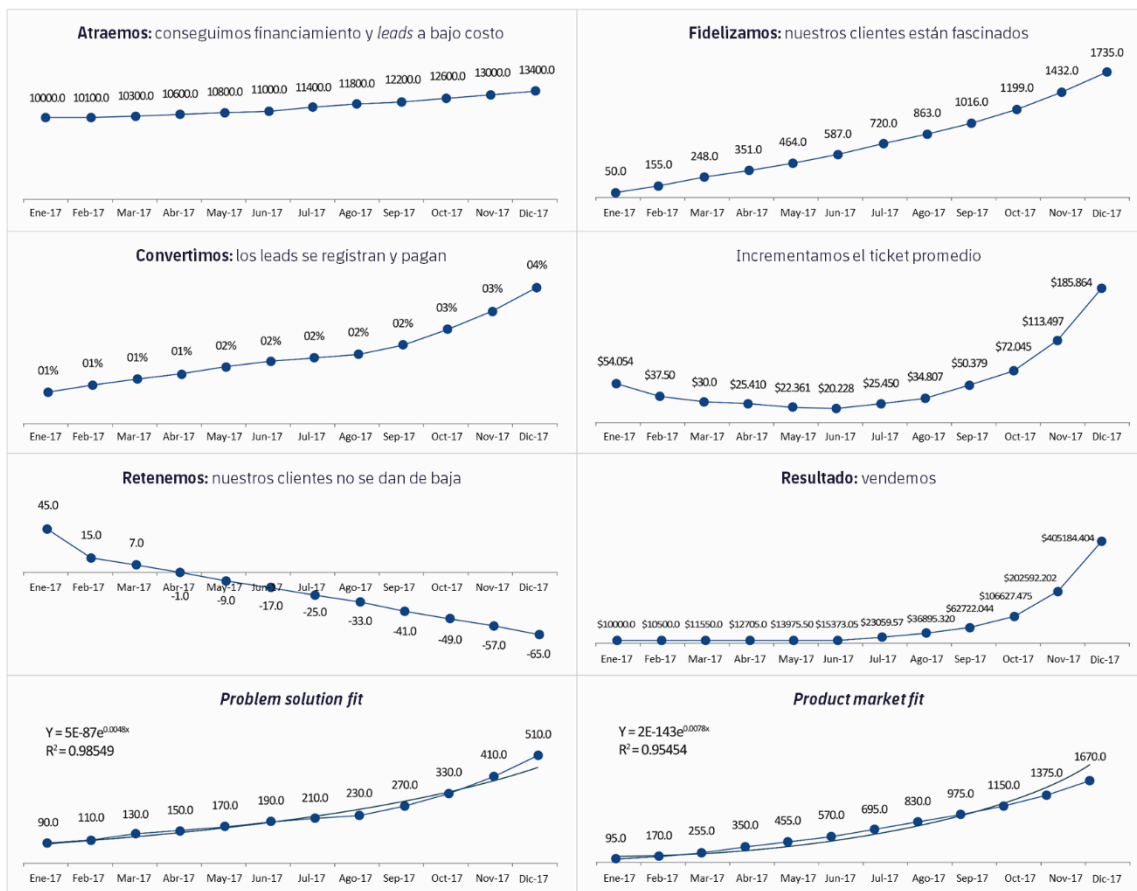 Atraemos: conseguimos financiamiento y leads a bajo costo
10000.0 10100.0 10300.0 10600.0 10800.0 11000.0 11400.0 11800.0 12200.0 12600.0 13000.0 13400.0
Ene-17 Feb-17 Mar-17 Abr-17 May-17 Jun-17 Jul-17 Ago-17 Sep-17 Oct-17 Nov-17 Dic-17
Fidelizamos: nuestros clientes están fascinados
50.0 155.0 248.0 351.0 464.0 587.0 720.0 863.0 1016.0 1199.0 1432.0 1735.0
Ene-17 Feb-17 Mar-17 Abr-17 May-17 Jun-17 Jul-17 Ago-17 Sep-17 Oct-17 Nov-17 Dic-17
Convertimos: los leads se registran y pagan
01% 01% 01% 01% 02% 02% 02% 02% 02% 03% 03% 04%
Ene-17 Feb-17 Mar-17 Abr-17 May-17 Jun-17 Jul-17 Ago-17 Sep-17 Oct-17 Nov-17 Dic-17
Incrementamos el ticket promedio
$54.054 $37.50 $30.0 $25.410 $22.361 $20.228 $25.450 $34.807 $50.379 $72.045 $113.497 $185.864
Ene-17 Feb-17 Mar-17 Abr-17 May-17 Jun-17 Jul-17 Ago-17 Sep-17 Oct-17 Nov-17 Dic-17
Retenemos: nuestros clientes no se dan de baja
45.0 15.0 7.0 -1.0 -9.0 -17.0 -25.0 -33.0 -41.0 -49.0 -57.0 -65.0
Ene-17 Feb-17 Mar-17 Abr-17 May-17 Jun-17 Jul-17 Ago-17 Sep-17 Oct-17 Nov-17 Dic-17
Resultado: vendemos
$10000.0 $10500.0 $11550.0 $12705.0 $13975.50 $15373.05 $23059.57 $36895.320 $62722.044 $106627.475 $202592.202 $405184.404
Ene-17 Feb-17 Mar-17 Abr-17 May-17 Jun-17 Jul-17 Ago-17 Sep-17 Oct-17 Nov-17 Dic-17
Problem solution fit
Y = 5E-87e^0.0048x
R² = 0.98549
90.0 110.0 130.0 150.0 170.0 190.0 210.0 230.0 270.0 330.0 410.0 510.0
Ene-17 Feb-17 Mar-17 Abr-17 May-17 Jun-17 Jul-17 Ago-17 Sep-17 Oct-17 Nov-17 Dic-17
Product market fit
Y = 2E-143e^0.0078x
R² = 0.95454
95.0 170.0 255.0 350.0 455.0 570.0 695.0 830.0 975.0 1150.0 1375.0 1670.0
Ene-17 Feb-17 Mar-17 Abr-17 May-17 Jun-17 Jul-17 Ago-17 Sep-17 Oct-17 Nov-17 Dic-17